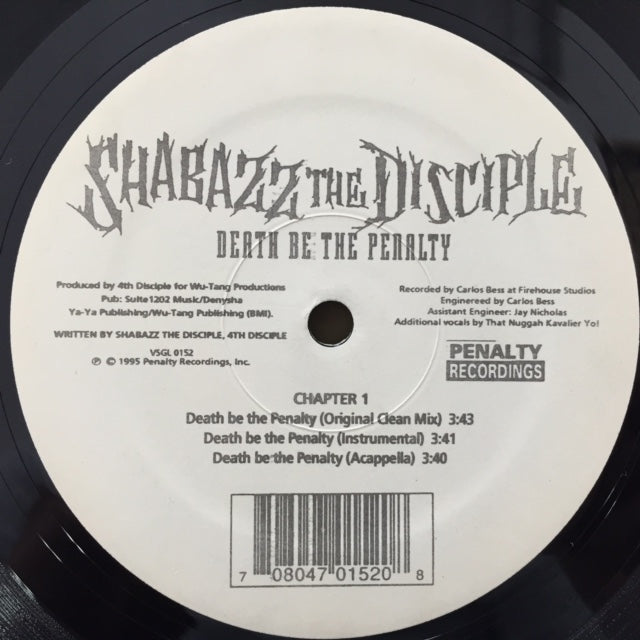 SHABAZZ THE DISCIPLE
DEATH BE THE PENALTY
Produced by 4th Disciple for Wu-Tang Productions
Pub: Suite1202 Music/Denysha
Ya-Ya Publishing/Wu-Tang Publishing (BMI).
WRITTEN BY SHABAZZ THE DISCIPLE, 4TH DISCIPLE
VSGL 0152
℗ © 1995 Penalty Recordings, Inc.
Recorded by Carlos Bess at Firehouse Studios
Enginereed by Carlos Bess
Assistant Engineer: Jay Nicholas
Additional vocals by That Nuggah Kavalier Yo!
PENALTY
RECORDINGS
CHAPTER 1
Death be the Penalty (Original Clean Mix) 3:43
Death be the Penalty (Instrumental) 3:41
Death be the Penalty (Acappella) 3:40
7 08047 01520 8